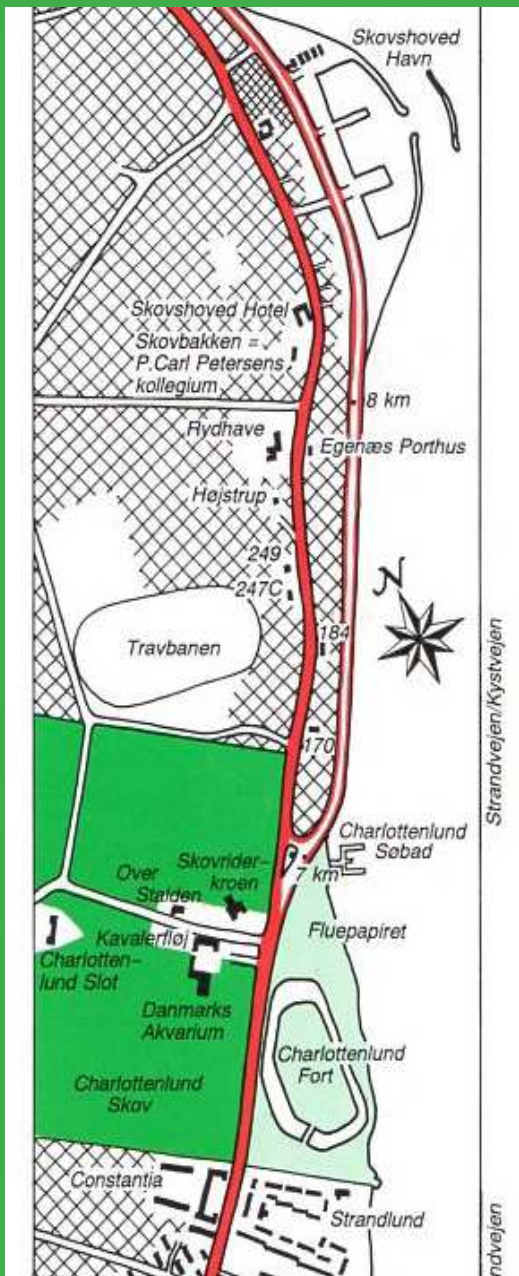 Skovshoved
Havn
Skovshoved Hotel
Skovbakken =
P.Carl Petersens
kollegium
8 km
Rydhave
Egenæs Porthus
Højstrup
249
247C
N
184
Travbanen
Strandvejen/Kystvejen
170
Charlottenlund
Søbad
7 km
Skovrider-
kroen
Over
Stalden
Fluepapiret
Kavalerfløj
Charlotten-
lund Slot
Danmarks
Akvarium
Charlottenlund
Fort
Charlottenlund
Skov
Constantia
Strandlund
ndvejen